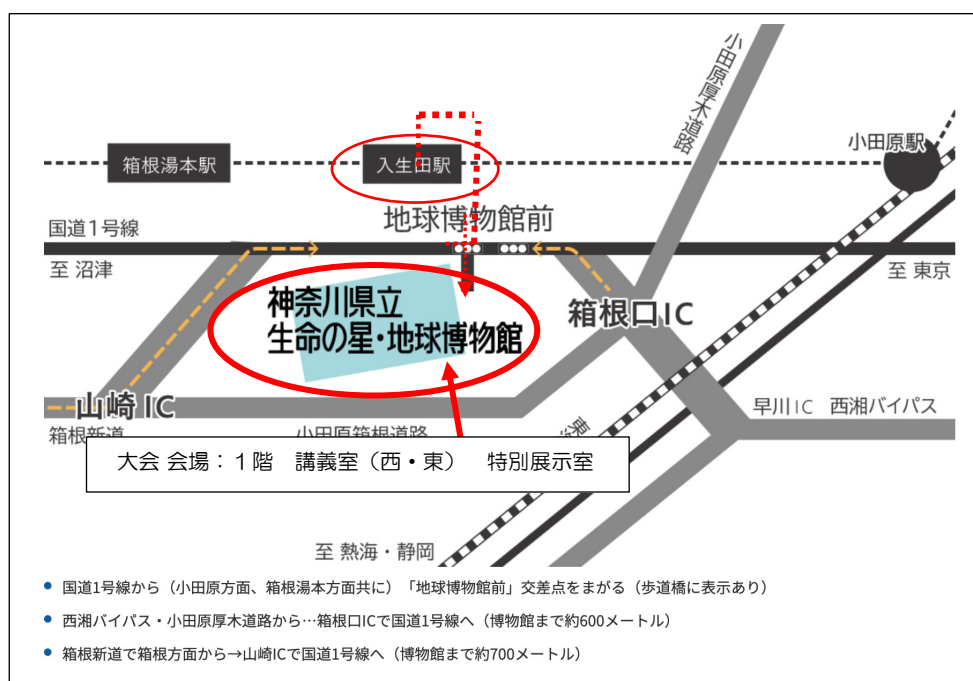 小田原厚木道路
小田原駅
箱根湯本駅
入生田駅
地球博物館前
国道1号線
至 沼津
至 東京
神奈川県立
生命の星・地球博物館
箱根口IC
山崎IC
箱根新道
小田原箱根道路
早川IC 西湘バイパス
大会 会場：1階 講義室（西・東） 特別展示室
至 熱海・静岡
・国道1号線から（小田原方面、箱根湯本方面共に）「地球博物館前」交差点をまがる（歩道橋に表示あり）
・西湘バイパス・小田原厚木道路から…箱根口ICで国道1号線へ（博物館まで約600メートル）
・箱根新道で箱根方面から→山崎ICで国道1号線へ（博物館まで約700メートル）